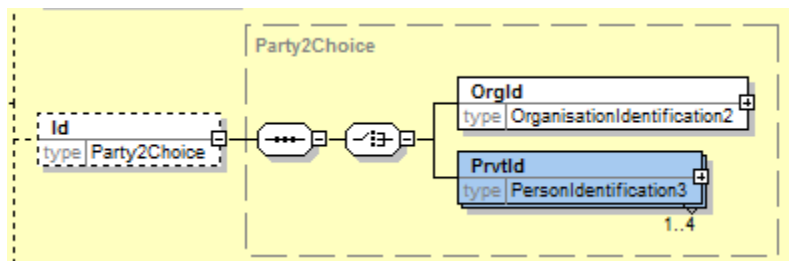 Party2Choice
Id
type Party2Choice
OrgId
type OrganisationIdentification2
PrvtId
type PersonIdentification3
1..4